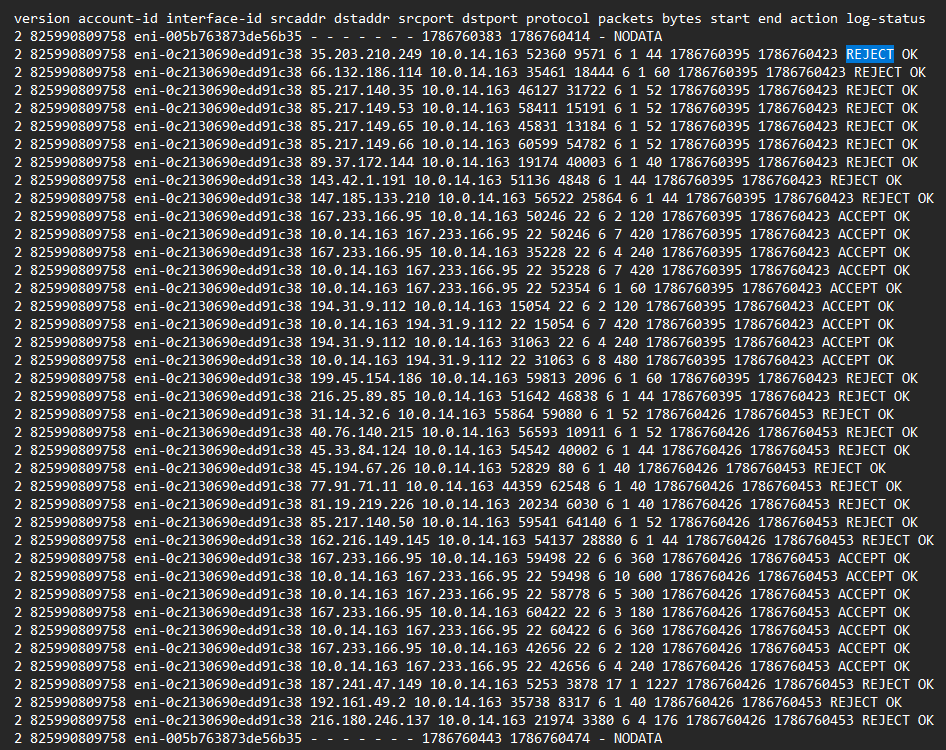 version account-id interface-id srcaddr dstaddr srcport dstport protocol packets bytes start end action log-status
2 825990809758 eni-005b763873de56b35 - - - - - - - 1786760383 1786760414 - NODATA
2 825990809758 eni-0c2130690edd91c38 35.203.210.249 10.0.14.163 52360 9571 6 1 44 1786760395 1786760423 REJECT OK
2 825990809758 eni-0c2130690edd91c38 66.132.186.114 10.0.14.163 35461 18444 6 1 60 1786760395 1786760423 REJECT OK
2 825990809758 eni-0c2130690edd91c38 85.217.140.35 10.0.14.163 46127 31722 6 1 52 1786760395 1786760423 REJECT OK
2 825990809758 eni-0c2130690edd91c38 85.217.149.53 10.0.14.163 58411 15191 6 1 52 1786760395 1786760423 REJECT OK
2 825990809758 eni-0c2130690edd91c38 85.217.149.65 10.0.14.163 45831 13184 6 1 52 1786760395 1786760423 REJECT OK
2 825990809758 eni-0c2130690edd91c38 85.217.149.66 10.0.14.163 60599 54782 6 1 52 1786760395 1786760423 REJECT OK
2 825990809758 eni-0c2130690edd91c38 89.37.172.144 10.0.14.163 19174 40003 6 1 40 1786760395 1786760423 REJECT OK
2 825990809758 eni-0c2130690edd91c38 143.42.1.191 10.0.14.163 51136 4848 6 1 44 1786760395 1786760423 REJECT OK
2 825990809758 eni-0c2130690edd91c38 147.185.133.210 10.0.14.163 56522 25864 6 1 44 1786760395 1786760423 REJECT OK
2 825990809758 eni-0c2130690edd91c38 167.233.166.95 10.0.14.163 50246 22 6 2 120 1786760395 1786760423 ACCEPT OK
2 825990809758 eni-0c2130690edd91c38 10.0.14.163 167.233.166.95 22 50246 6 7 420 1786760395 1786760423 ACCEPT OK
2 825990809758 eni-0c2130690edd91c38 167.233.166.95 10.0.14.163 35228 22 6 4 240 1786760395 1786760423 ACCEPT OK
2 825990809758 eni-0c2130690edd91c38 10.0.14.163 167.233.166.95 22 35228 6 7 420 1786760395 1786760423 ACCEPT OK
2 825990809758 eni-0c2130690edd91c38 10.0.14.163 167.233.166.95 22 52354 6 1 60 1786760395 1786760423 ACCEPT OK
2 825990809758 eni-0c2130690edd91c38 194.31.9.112 10.0.14.163 15054 22 6 2 120 1786760395 1786760423 ACCEPT OK
2 825990809758 eni-0c2130690edd91c38 10.0.14.163 194.31.9.112 22 15054 6 7 420 1786760395 1786760423 ACCEPT OK
2 825990809758 eni-0c2130690edd91c38 194.31.9.112 10.0.14.163 31063 22 6 4 240 1786760395 1786760423 ACCEPT OK
2 825990809758 eni-0c2130690edd91c38 10.0.14.163 194.31.9.112 22 31063 6 8 480 1786760395 1786760423 ACCEPT OK
2 825990809758 eni-0c2130690edd91c38 199.45.154.186 10.0.14.163 59813 2096 6 1 60 1786760395 1786760423 REJECT OK
2 825990809758 eni-0c2130690edd91c38 216.25.89.85 10.0.14.163 51642 46838 6 1 44 1786760395 1786760423 REJECT OK
2 825990809758 eni-0c2130690edd91c38 31.14.32.6 10.0.14.163 55864 59080 6 1 52 1786760426 1786760453 REJECT OK
2 825990809758 eni-0c2130690edd91c38 40.76.140.215 10.0.14.163 56593 10911 6 1 52 1786760426 1786760453 REJECT OK
2 825990809758 eni-0c2130690edd91c38 45.33.84.124 10.0.14.163 54542 40002 6 1 44 1786760426 1786760453 REJECT OK
2 825990809758 eni-0c2130690edd91c38 45.194.67.26 10.0.14.163 52829 80 6 1 40 1786760426 1786760453 REJECT OK
2 825990809758 eni-0c2130690edd91c38 77.91.71.11 10.0.14.163 44359 62548 6 1 40 1786760426 1786760453 REJECT OK
2 825990809758 eni-0c2130690edd91c38 81.19.219.226 10.0.14.163 20234 6030 6 1 40 1786760426 1786760453 REJECT OK
2 825990809758 eni-0c2130690edd91c38 85.217.140.50 10.0.14.163 59541 64140 6 1 52 1786760426 1786760453 REJECT OK
2 825990809758 eni-0c2130690edd91c38 162.216.149.145 10.0.14.163 54137 28880 6 1 44 1786760426 1786760453 REJECT OK
2 825990809758 eni-0c2130690edd91c38 167.233.166.95 10.0.14.163 59498 22 6 6 360 1786760426 1786760453 ACCEPT OK
2 825990809758 eni-0c2130690edd91c38 10.0.14.163 167.233.166.95 22 59498 6 10 600 1786760426 1786760453 ACCEPT OK
2 825990809758 eni-0c2130690edd91c38 10.0.14.163 167.233.166.95 22 58778 6 5 300 1786760426 1786760453 ACCEPT OK
2 825990809758 eni-0c2130690edd91c38 167.233.166.95 10.0.14.163 60422 22 6 3 180 1786760426 1786760453 ACCEPT OK
2 825990809758 eni-0c2130690edd91c38 10.0.14.163 167.233.166.95 22 60422 6 6 360 1786760426 1786760453 ACCEPT OK
2 825990809758 eni-0c2130690edd91c38 167.233.166.95 10.0.14.163 42656 22 6 2 120 1786760426 1786760453 ACCEPT OK
2 825990809758 eni-0c2130690edd91c38 10.0.14.163 167.233.166.95 22 42656 6 4 240 1786760426 1786760453 ACCEPT OK
2 825990809758 eni-0c2130690edd91c38 187.241.47.149 10.0.14.163 5253 3878 17 1 1227 1786760426 1786760453 REJECT OK
2 825990809758 eni-0c2130690edd91c38 192.161.49.2 10.0.14.163 35738 8317 6 1 40 1786760426 1786760453 REJECT OK
2 825990809758 eni-0c2130690edd91c38 216.180.246.137 10.0.14.163 21974 3380 6 4 176 1786760426 1786760453 REJECT OK
2 825990809758 eni-005b763873de56b35 - - - - - - - 1786760443 1786760474 - NODATA